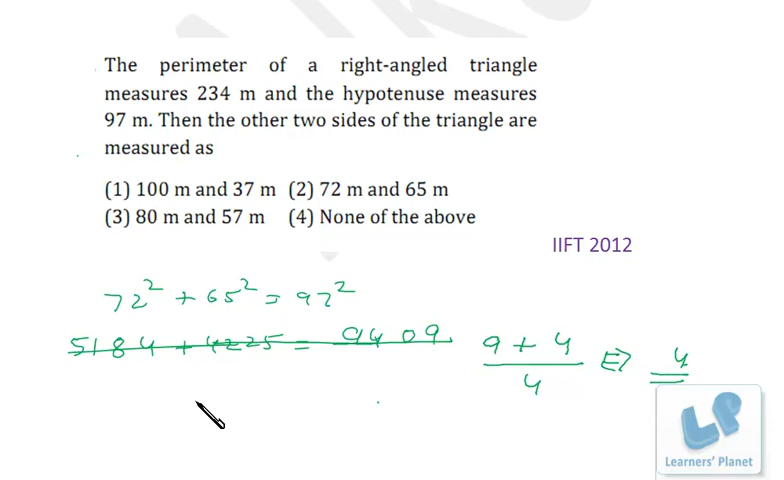 The perimeter of a right-angled triangle
measures 234 m and the hypotenuse measures
97 m. Then the other two sides of the triangle are
measured as
(1) 100 m and 37 m (2) 72 m and 65 m
(3) 80 m and 57 m (4) None of the above
IIFT 2012
72² + 65² = 97²
5184 + 4225 = 9409
9 + 4
4
4
LP
Learners' Planet